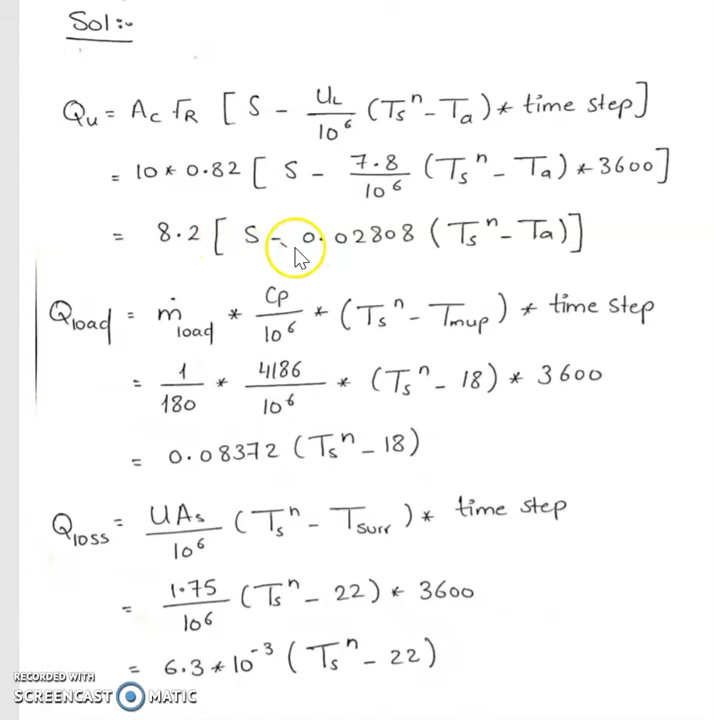 Sol:-
Qu = Ac FR [ S - UL/10^6 (Ts^n - Ta) * time step ]
= 10 * 0.82 [ S - 7.8/10^6 (Ts^n - Ta) * 3600 ]
= 8.2 [ S - 0.02808 (Ts^n - Ta) ]
Qload = ṁload * Cp/10^6 * (Ts^n - Tmup) * time step
= 1/180 * 4186/10^6 * (Ts^n - 18) * 3600
= 0.08372 (Ts^n - 18)
Qloss = UAs/10^6 (Ts^n - Tsurr) * time step
= 1.75/10^6 (Ts^n - 22) * 3600
= 6.3 * 10^-3 (Ts^n - 22)
RECORDED WITH
SCREENCAST MATIC